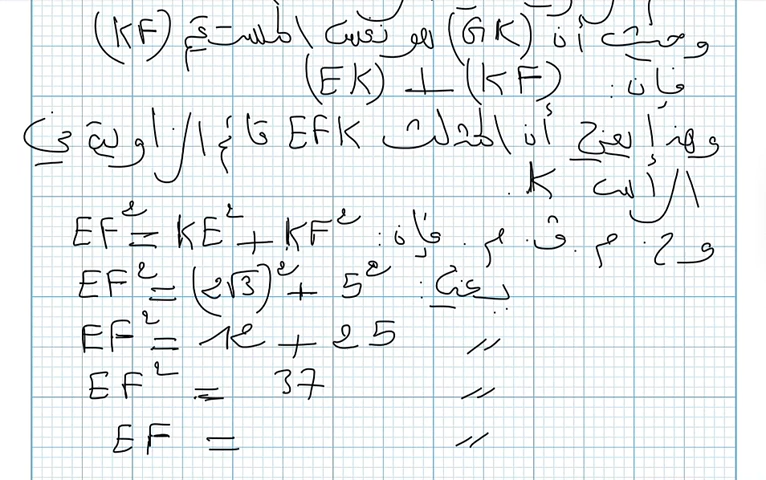 وحيث أن (GK) هو نفس المستقيم (KF)
فإن: (EK) ⊥ (KF)
وهذا يعني أن المثلث EFK قائم الزاوية في
الرأس K.
و ح. م. ف. م. فإن: EF² = KE² + KF²
يعني: EF² = (2√3)² + 5²
〃 EF² = 12 + 25
〃 EF² = 37
〃 EF =